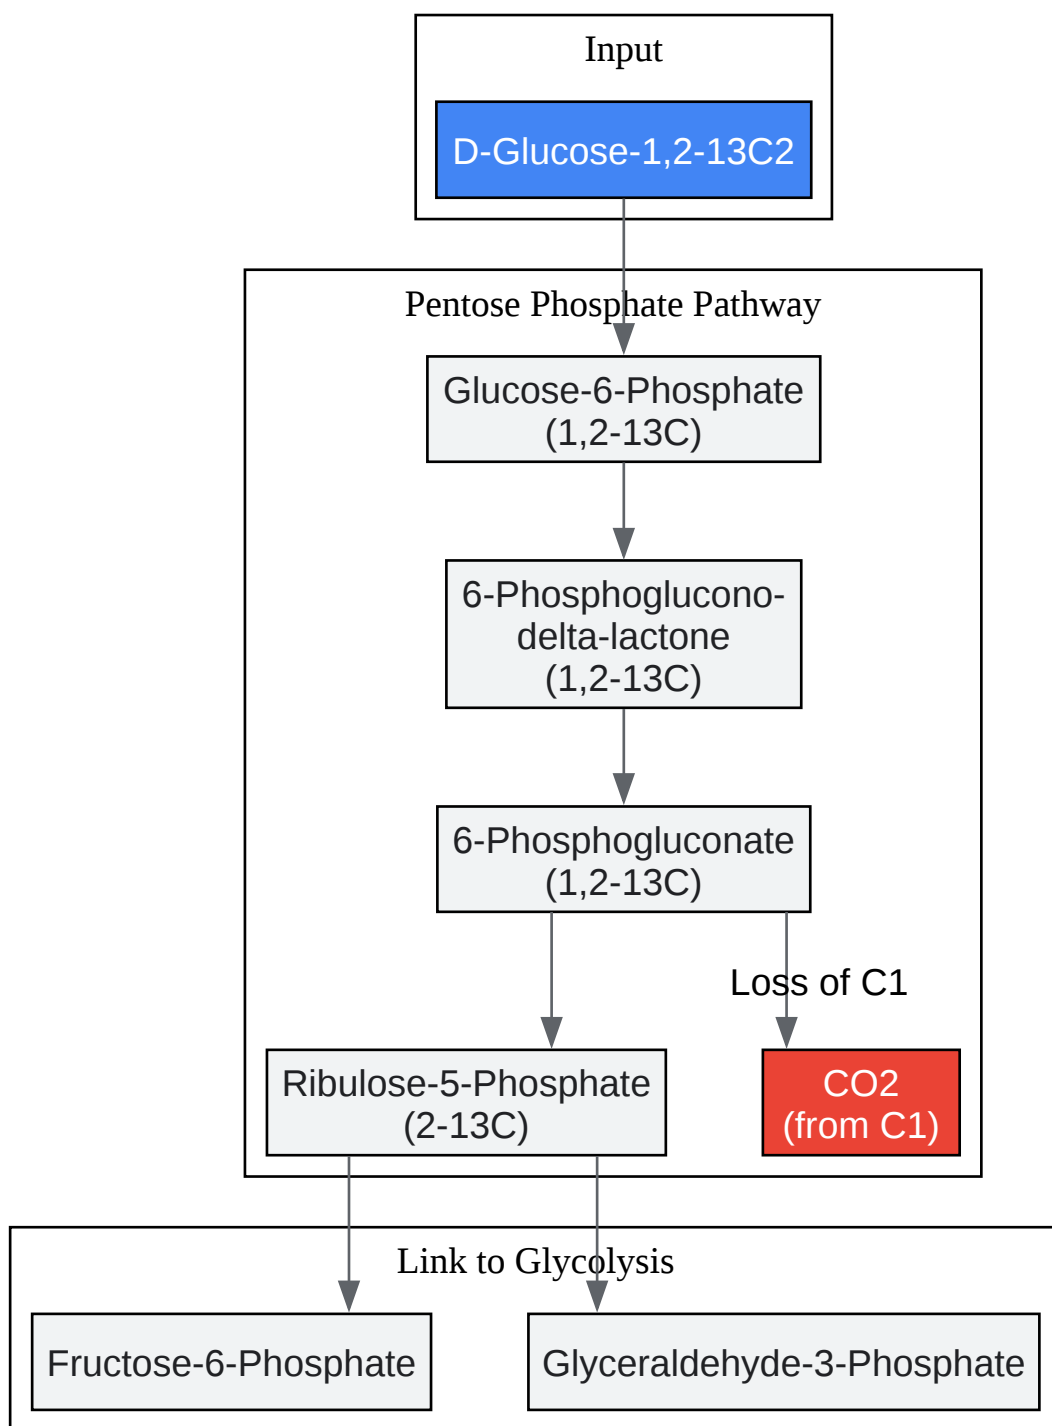 Input
D-Glucose-1,2-13C2
Pentose Phosphate Pathway
Glucose-6-Phosphate
(1,2-13C)
6-Phosphoglucono-
delta-lactone
(1,2-13C)
6-Phosphogluconate
(1,2-13C)
Loss of C1
Ribulose-5-Phosphate
(2-13C)
CO2
(from C1)
Link to Glycolysis
Fructose-6-Phosphate
Glyceraldehyde-3-Phosphate